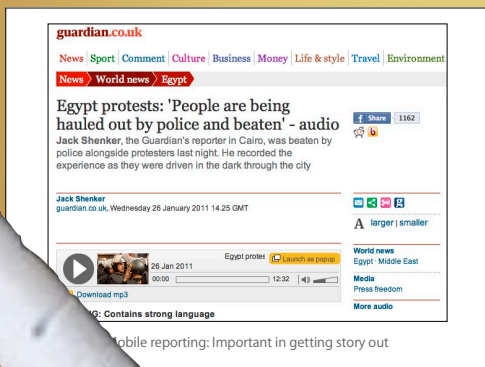 guardian.co.uk
News Sport Comment Culture Business Money Life & style Travel Environment
News World news Egypt
Egypt protests: 'People are being
hauled out by police and beaten' - audio
Jack Shenker, the Guardian's reporter in Cairo, was beaten by
police alongside protesters last night. He recorded the
experience as they were driven in the dark through the city
f Share 1162
Jack Shenker
guardian.co.uk, Wednesday 26 January 2011 14.25 GMT
A larger | smaller
Egypt protes Launch as popup
26 Jan 2011
00:00 12:32
Download mp3
G: Contains strong language
World news
Egypt · Middle East
Media
Press freedom
More audio
obile reporting: Important in getting story out